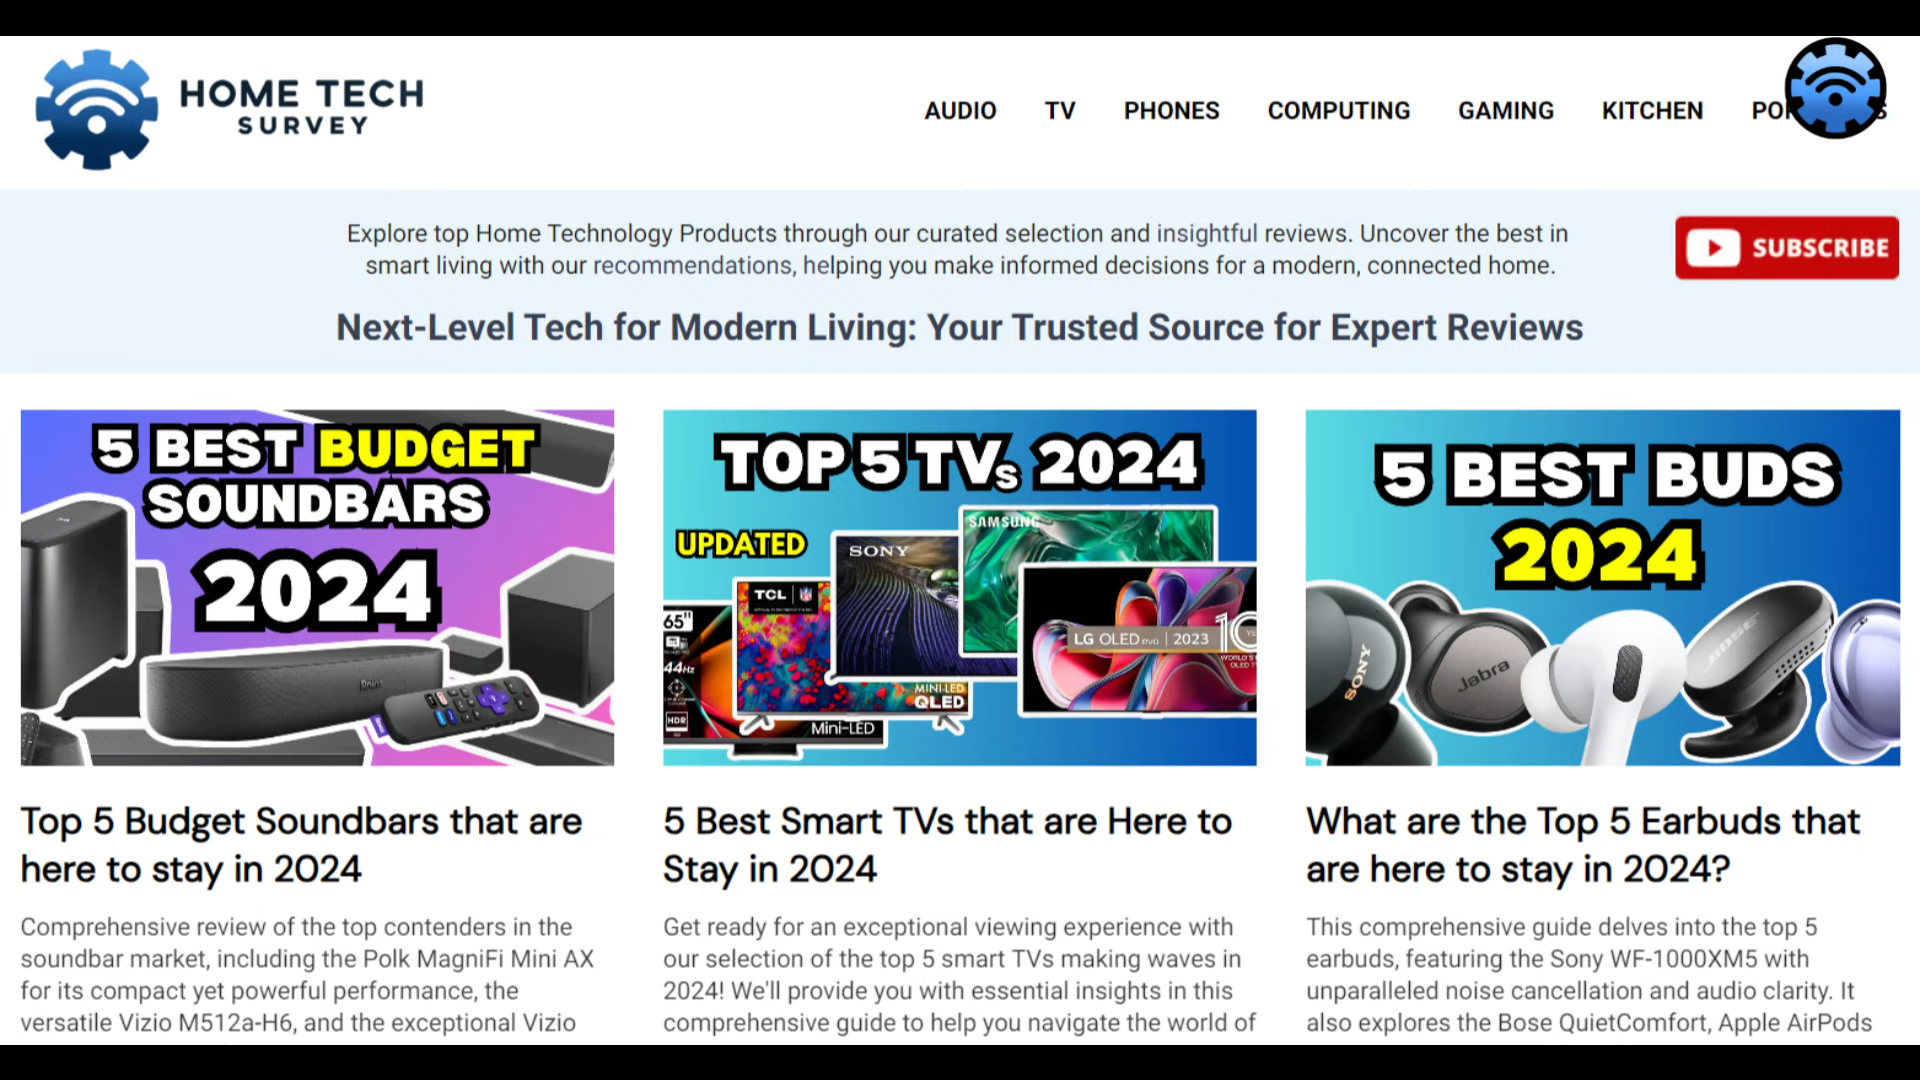 HOME TECH
SURVEY
AUDIO TV PHONES COMPUTING GAMING KITCHEN
Explore top Home Technology Products through our curated selection and insightful reviews. Uncover the best in
smart living with our recommendations, helping you make informed decisions for a modern, connected home.
SUBSCRIBE
Next-Level Tech for Modern Living: Your Trusted Source for Expert Reviews
5 BEST BUDGET
SOUNDBARS
2024
Roku
TOP 5 TVs 2024
UPDATED
SAMSUNG
SONY
TCL
65"
44Hz
HDR
LG OLED evo | 2023
10
MINI-LED
QLED
Mini-LED
5 BEST BUDS
2024
SONY
Jabra
BOSE
Top 5 Budget Soundbars that are
here to stay in 2024
Comprehensive review of the top contenders in the
soundbar market, including the Polk MagniFi Mini AX
for its compact yet powerful performance, the
versatile Vizio M512a-H6, and the exceptional Vizio
5 Best Smart TVs that are Here to
Stay in 2024
Get ready for an exceptional viewing experience with
our selection of the top 5 smart TVs making waves in
2024! We'll provide you with essential insights in this
comprehensive guide to help you navigate the world of
What are the Top 5 Earbuds that
are here to stay in 2024?
This comprehensive guide delves into the top 5
earbuds, featuring the Sony WF-1000XM5 with
unparalleled noise cancellation and audio clarity. It
also explores the Bose QuietComfort, Apple AirPods